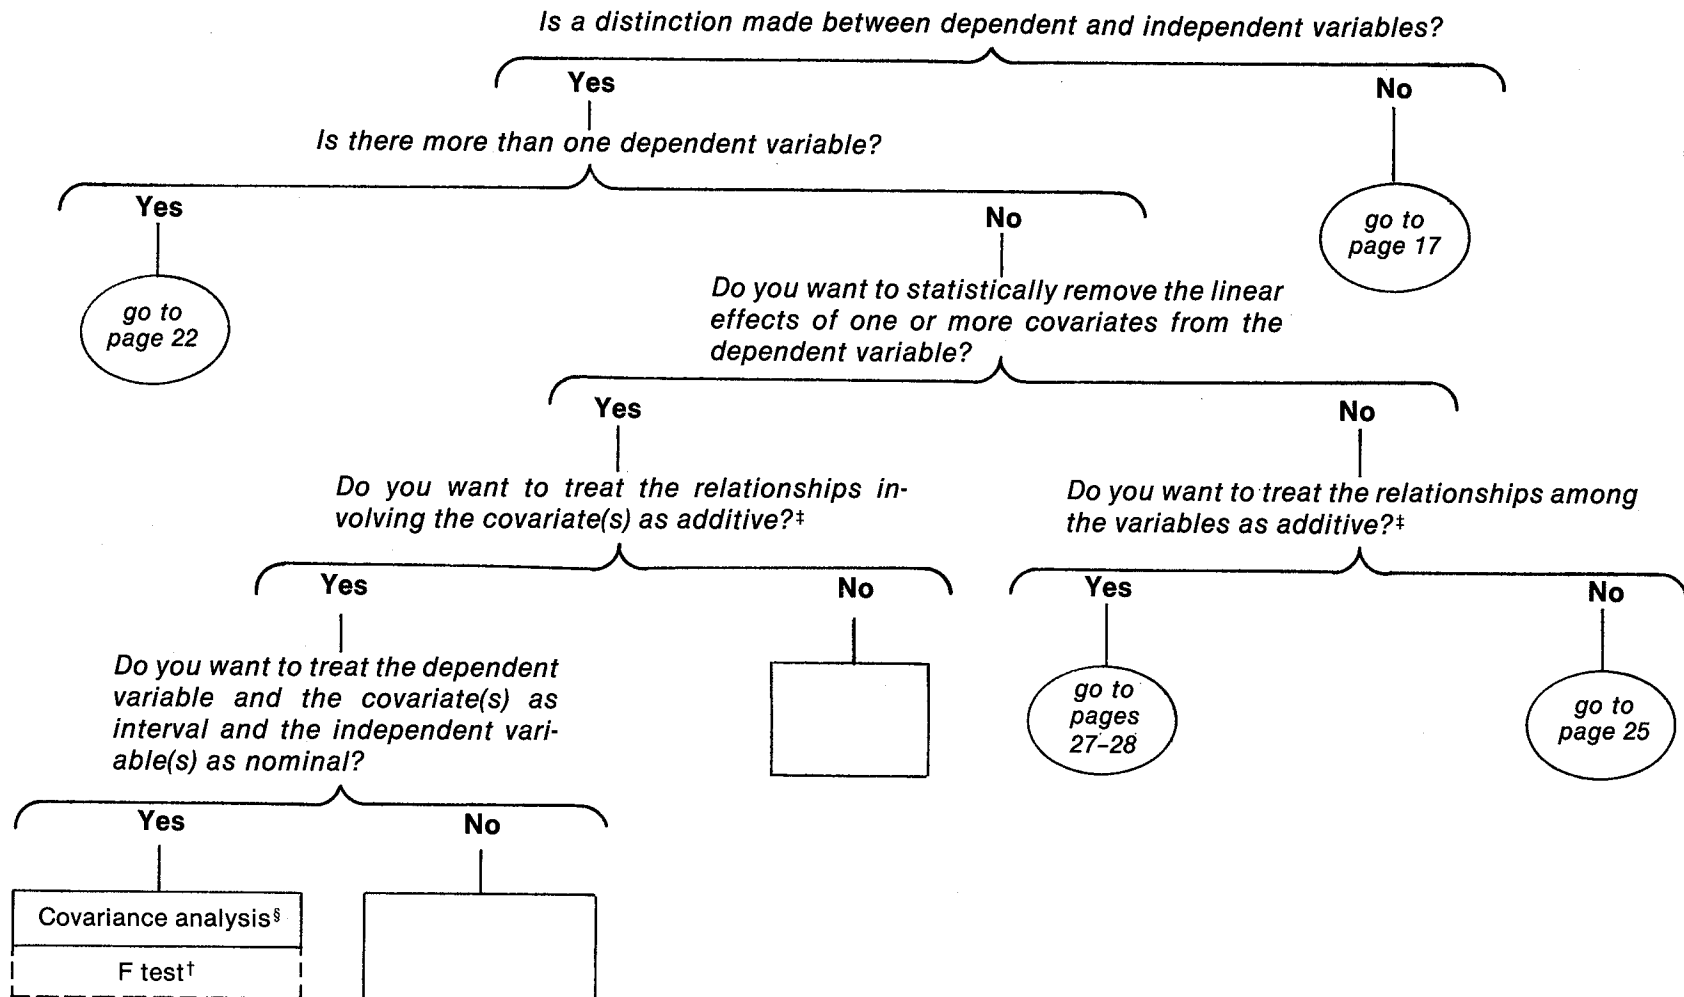 Is a distinction made between dependent and independent variables?
Yes
No
Is there more than one dependent variable?
go to
page 17
Yes
No
go to
page 22
Do you want to statistically remove the linear
effects of one or more covariates from the
dependent variable?
Yes
No
Do you want to treat the relationships in-
volving the covariate(s) as additive?‡
Do you want to treat the relationships among
the variables as additive?‡
Yes
No
Yes
No
Do you want to treat the dependent
variable and the covariate(s) as
interval and the independent vari-
able(s) as nominal?
go to
pages
27–28
go to
page 25
Yes
No
Covariance analysis§
F test†